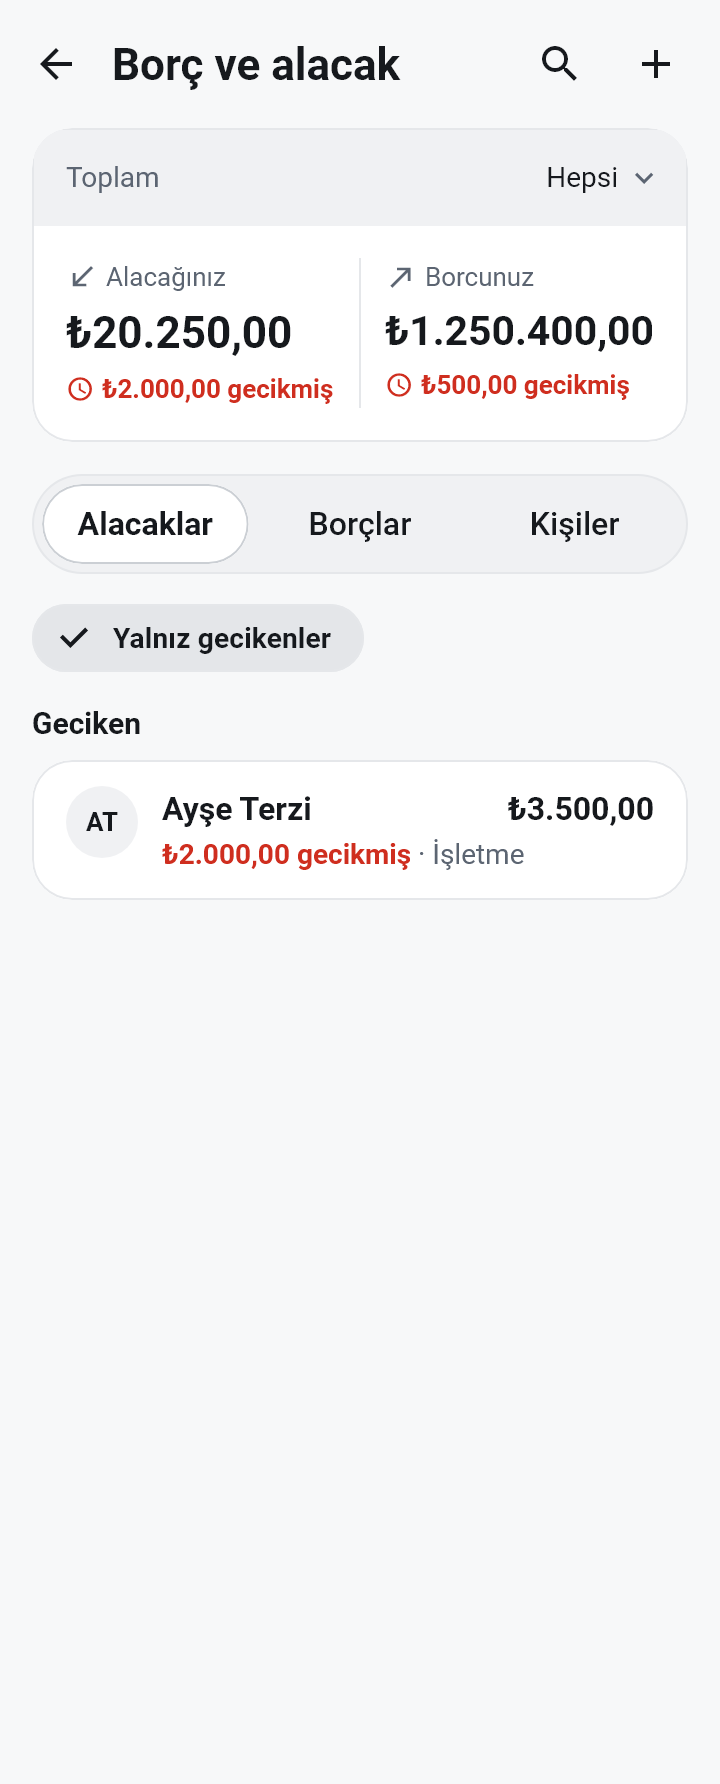 Borç ve alacak
Toplam
Hepsi
Alacağınız
₺20.250,00
₺2.000,00 gecikmiş
Borcunuz
₺1.250.400,00
₺500,00 gecikmiş
Alacaklar
Borçlar
Kişiler
Yalnız gecikenler
Geciken
AT
Ayşe Terzi
₺3.500,00
₺2.000,00 gecikmiş · İşletme